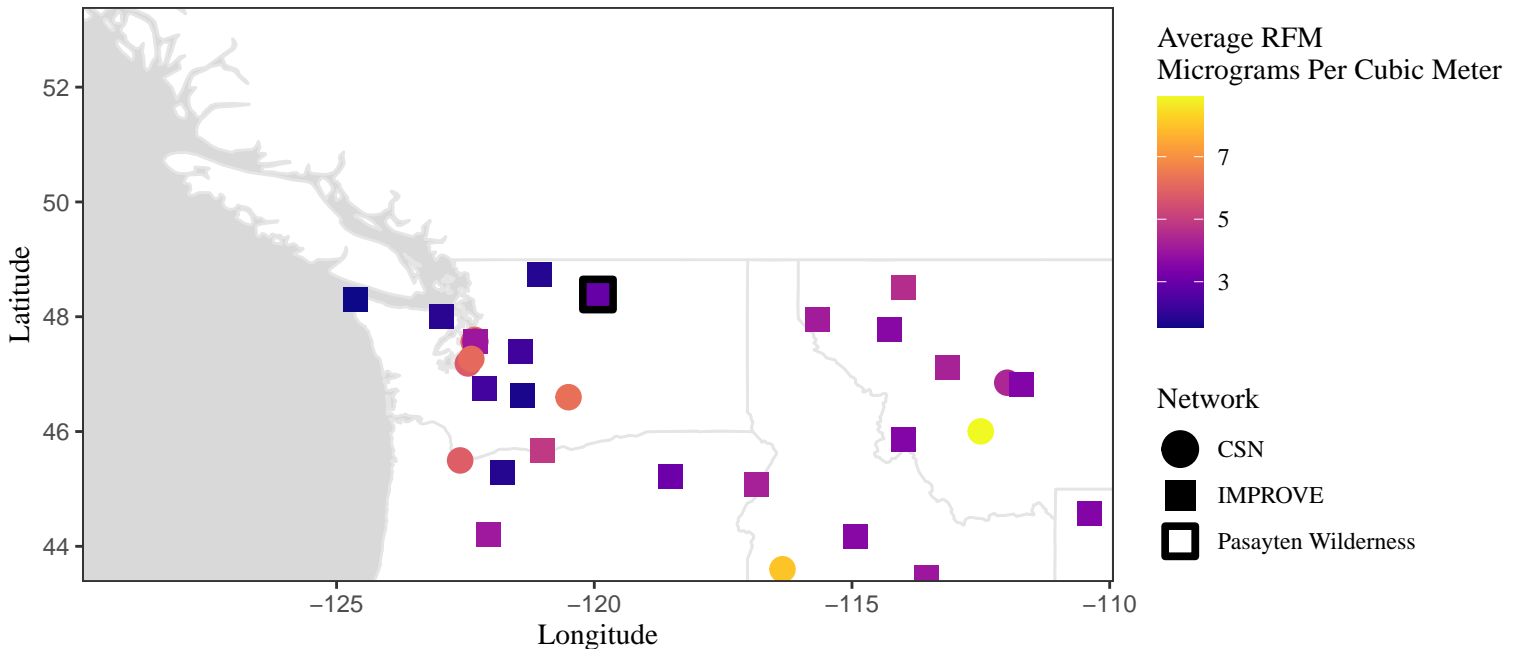 Average RFM
Micrograms Per Cubic Meter
7
5
3
Network
CSN
IMPROVE
Pasayten Wilderness
Latitude
52
50
48
46
44
−125
−120
−115
−110
Longitude